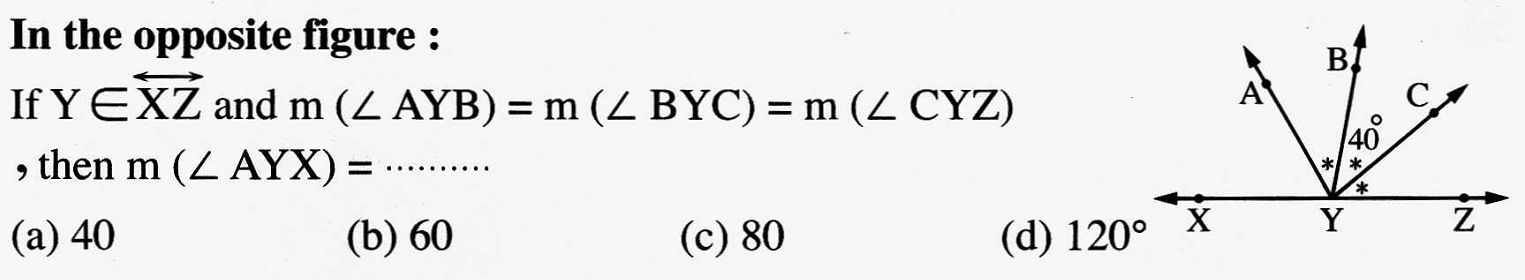 In the opposite figure :
If Y ∈ XZ and m (∠ AYB) = m (∠ BYC) = m (∠ CYZ)
, then m (∠ AYX) = ··········
(a) 40 (b) 60 (c) 80 (d) 120°
B
A
C
40°
* *
*
X Y Z